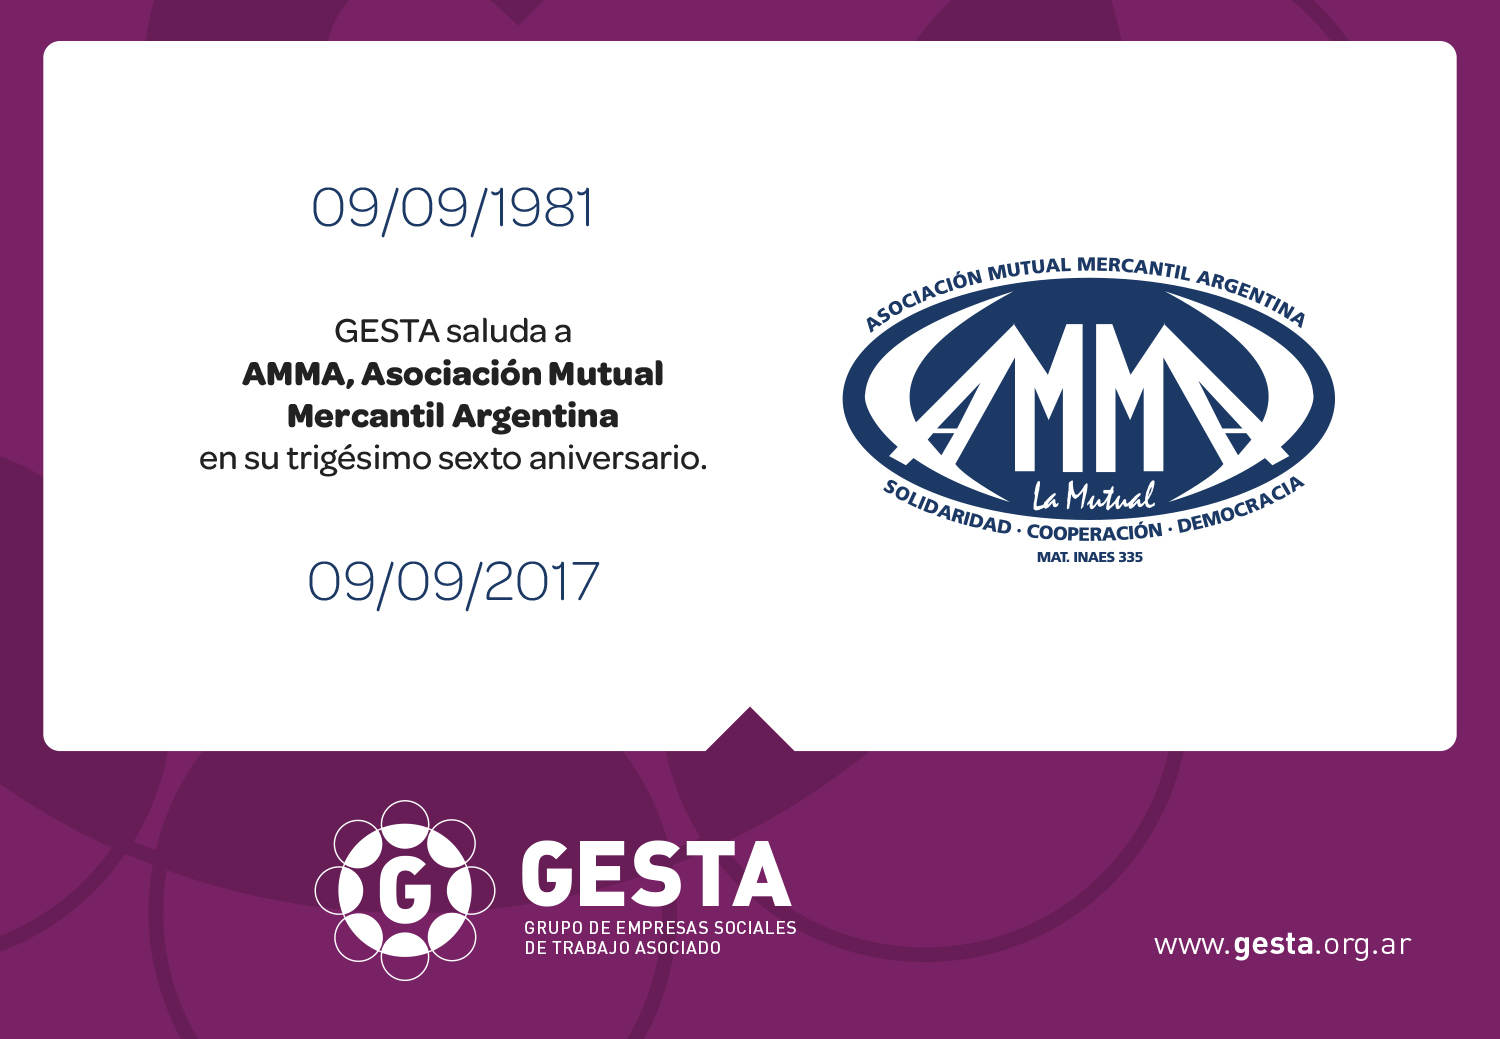 09/09/1981
GESTA saluda a
AMMA, Asociación Mutual
Mercantil Argentina
en su trigésimo sexto aniversario.
09/09/2017
ASOCIACIÓN MUTUAL MERCANTIL ARGENTINA
AMMA
La Mutual
SOLIDARIDAD · COOPERACIÓN · DEMOCRACIA
MAT. INAES 335
G
GESTA
GRUPO DE EMPRESAS SOCIALES
DE TRABAJO ASOCIADO
www.gesta.org.ar